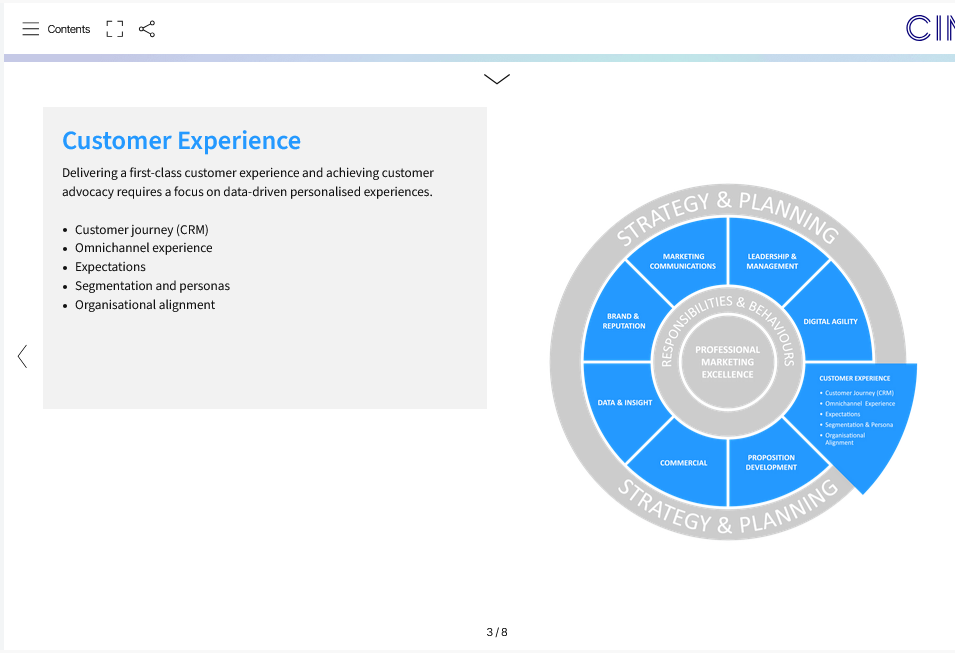 Contents
Customer Experience
Delivering a first-class customer experience and achieving customer
advocacy requires a focus on data-driven personalised experiences.
• Customer journey (CRM)
• Omnichannel experience
• Expectations
• Segmentation and personas
• Organisational alignment
STRATEGY & PLANNING
MARKETING
COMMUNICATIONS
LEADERSHIP &
MANAGEMENT
BRAND &
REPUTATION
DIGITAL AGILITY
RESPONSIBILITIES & BEHAVIOURS
PROFESSIONAL
MARKETING
EXCELLENCE
DATA & INSIGHT
CUSTOMER EXPERIENCE
• Customer Journey (CRM)
• Omnichannel Experience
• Expectations
• Segmentation & Persona
• Organisational
Alignment
COMMERCIAL
PROPOSITION
DEVELOPMENT
STRATEGY & PLANNING
3 / 8